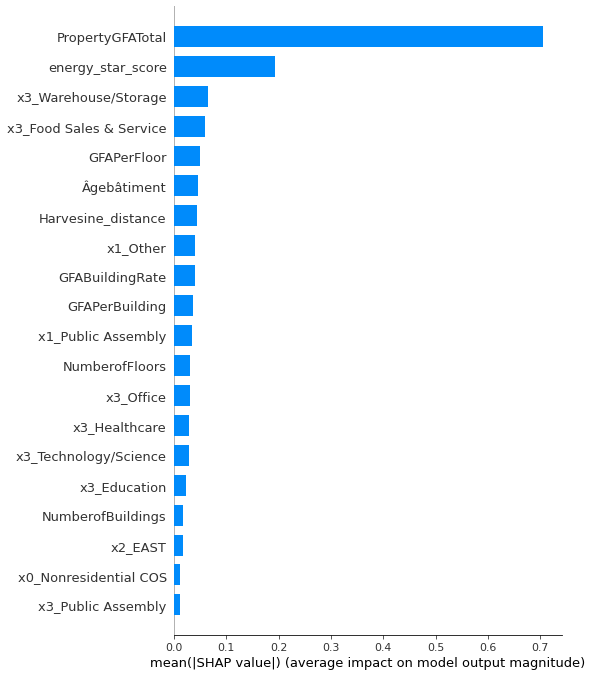 PropertyGFATotal
energy_star_score
x3_Warehouse/Storage
x3_Food Sales & Service
GFAPerFloor
Âgebâtiment
Harvesine_distance
x1_Other
GFABuildingRate
GFAPerBuilding
x1_Public Assembly
NumberofFloors
x3_Office
x3_Healthcare
x3_Technology/Science
x3_Education
NumberofBuildings
x2_EAST
x0_Nonresidential COS
x3_Public Assembly
0.0 0.1 0.2 0.3 0.4 0.5 0.6 0.7
mean(|SHAP value|) (average impact on model output magnitude)